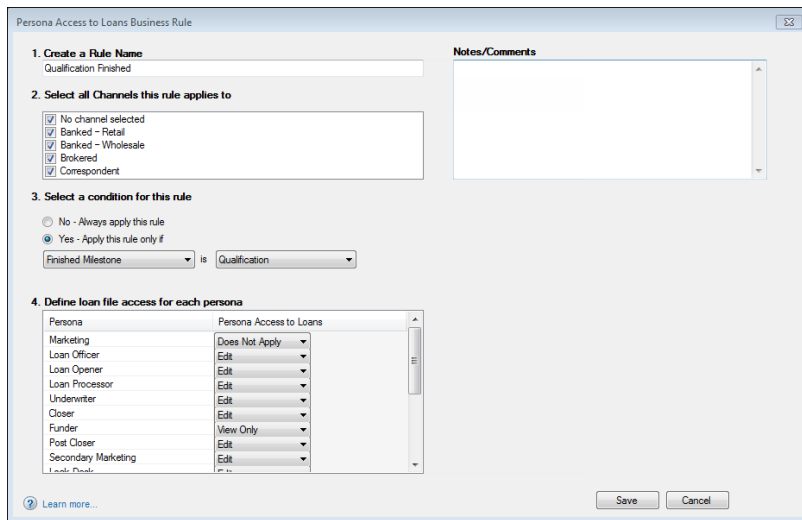 Persona Access to Loans Business Rule
1. Create a Rule Name
Qualification Finished
Notes/Comments
2. Select all Channels this rule applies to
No channel selected
Banked - Retail
Banked - Wholesale
Brokered
Correspondent
3. Select a condition for this rule
No - Always apply this rule
Yes - Apply this rule only if
Finished Milestone is Qualification
4. Define loan file access for each persona
Persona Persona Access to Loans
Marketing Does Not Apply
Loan Officer Edit
Loan Opener Edit
Loan Processor Edit
Underwriter Edit
Closer Edit
Funder View Only
Post Closer Edit
Secondary Marketing Edit
? Learn more...
Save Cancel